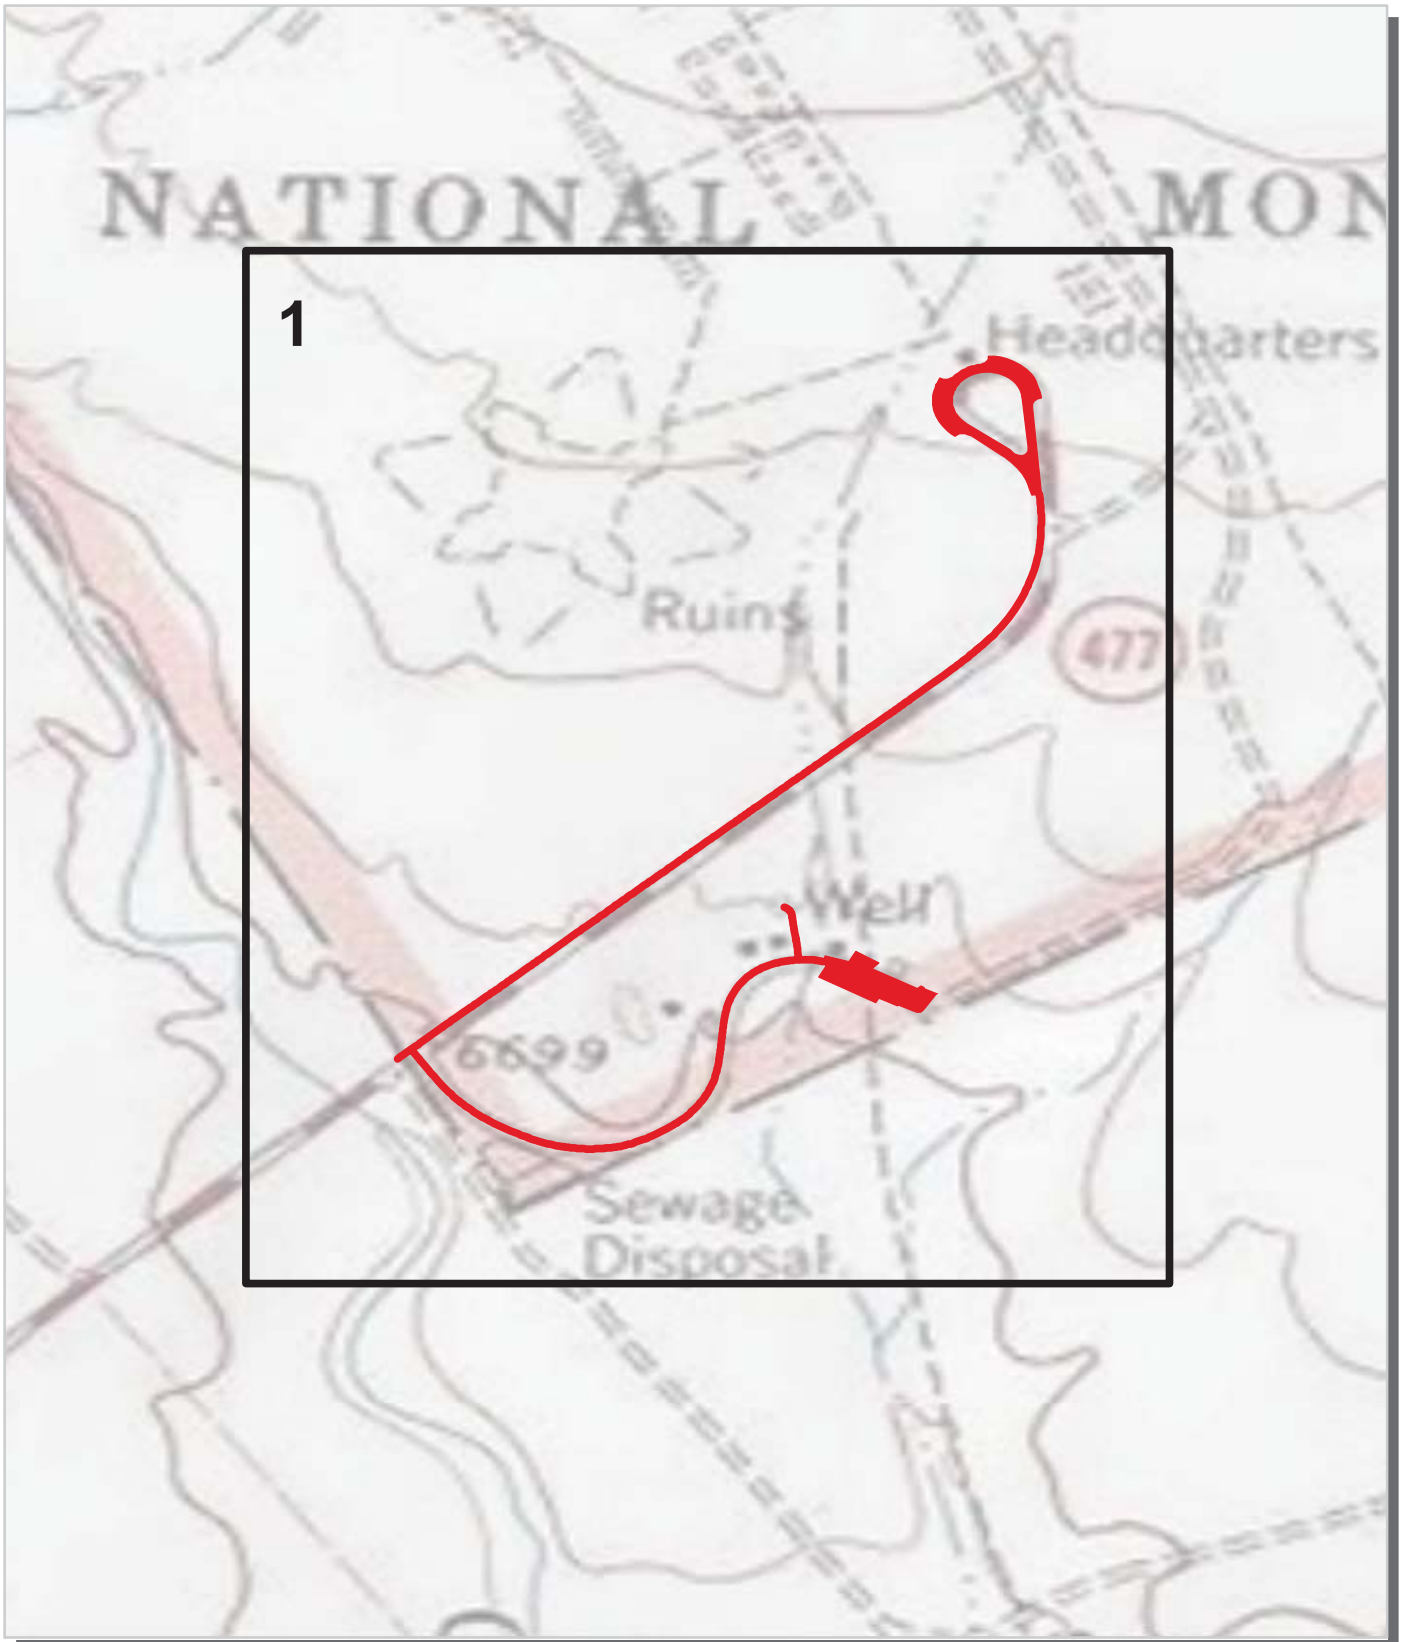 NATIONAL MON
1
Headquarters
Ruins
477
Well
6699
Sewage
Disposal